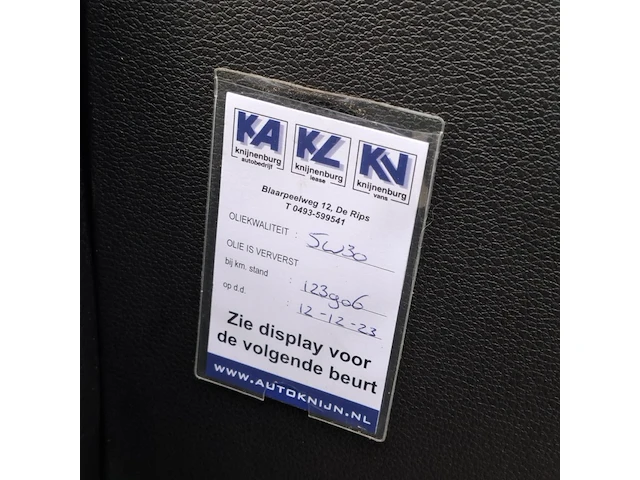 KA KL KN
knijnenburg knijnenburg knijnenburg
autobedrijf lease vans
Blaarpeelweg 12, De Rips
T 0493-599541
OLIEKWALITEIT : 5W30
OLIE IS VERVERST
bij km. stand : 123906
op d.d. : 12-12-23
Zie display voor
de volgende beurt
WWW.AUTOKNIJN.NL